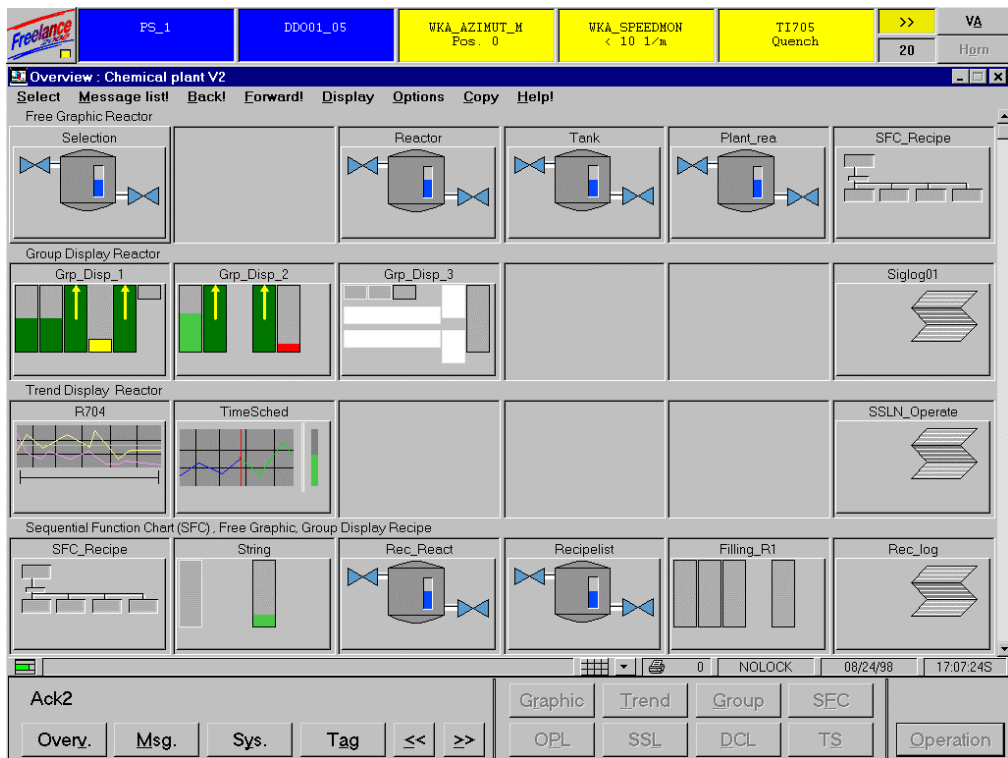 Freelance
2000
PS_1
DDO01_05
WKA_AZIMUT_M
Pos. 0
WKA_SPEEDMON
< 10 1/m
TI705
Quench
>>
20
VA
Horn
Overview : Chemical plant V2
Select Message list! Back! Forward! Display Options Copy Help!
Free Graphic Reactor
Selection Reactor Tank Plant_rea SFC_Recipe
Group Display Reactor
Grp_Disp_1 Grp_Disp_2 Grp_Disp_3 Siglog01
Trend Display Reactor
R704 TimeSched SSLN_Operate
Sequential Function Chart (SFC) , Free Graphic, Group Display Recipe
SFC_Recipe String Rec_React Recipelist Filling_R1 Rec_log
0 NOLOCK 08/24/98 17:07:24S
Ack2
Graphic Trend Group SFC
Overv. Msg. Sys. Tag << >> OPL SSL DCL TS Operation